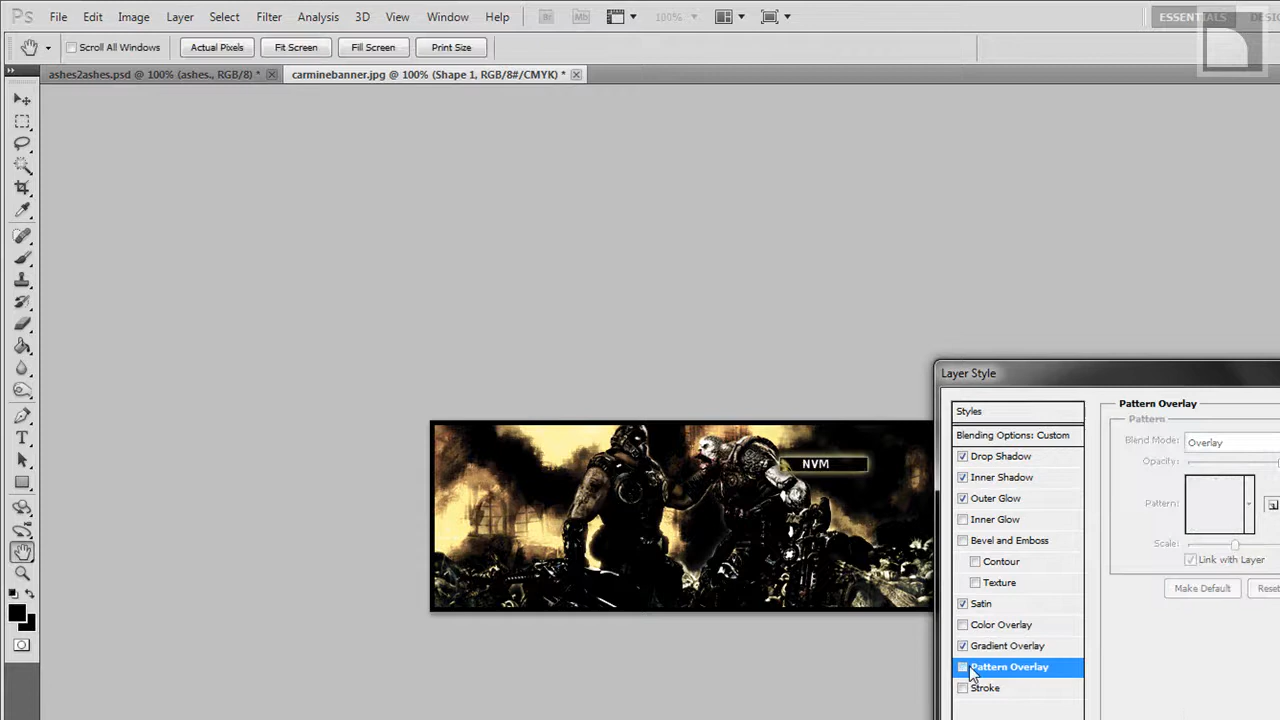 Ps File Edit Image Layer Select Filter Analysis 3D View Window Help Br Mb 100% ESSENTIALS
Scroll All Windows Actual Pixels Fit Screen Fill Screen Print Size
ashes2ashes.psd @ 100% (ashes., RGB/8) * carminebanner.jpg @ 100% (Shape 1, RGB/8#/CMYK) *
NVM
Layer Style
Styles
Blending Options: Custom
Drop Shadow
Inner Shadow
Outer Glow
Inner Glow
Bevel and Emboss
Contour
Texture
Satin
Color Overlay
Gradient Overlay
Pattern Overlay
Stroke
Pattern Overlay
Pattern
Blend Mode: Overlay
Opacity:
Pattern:
Scale:
Link with Layer
Make Default